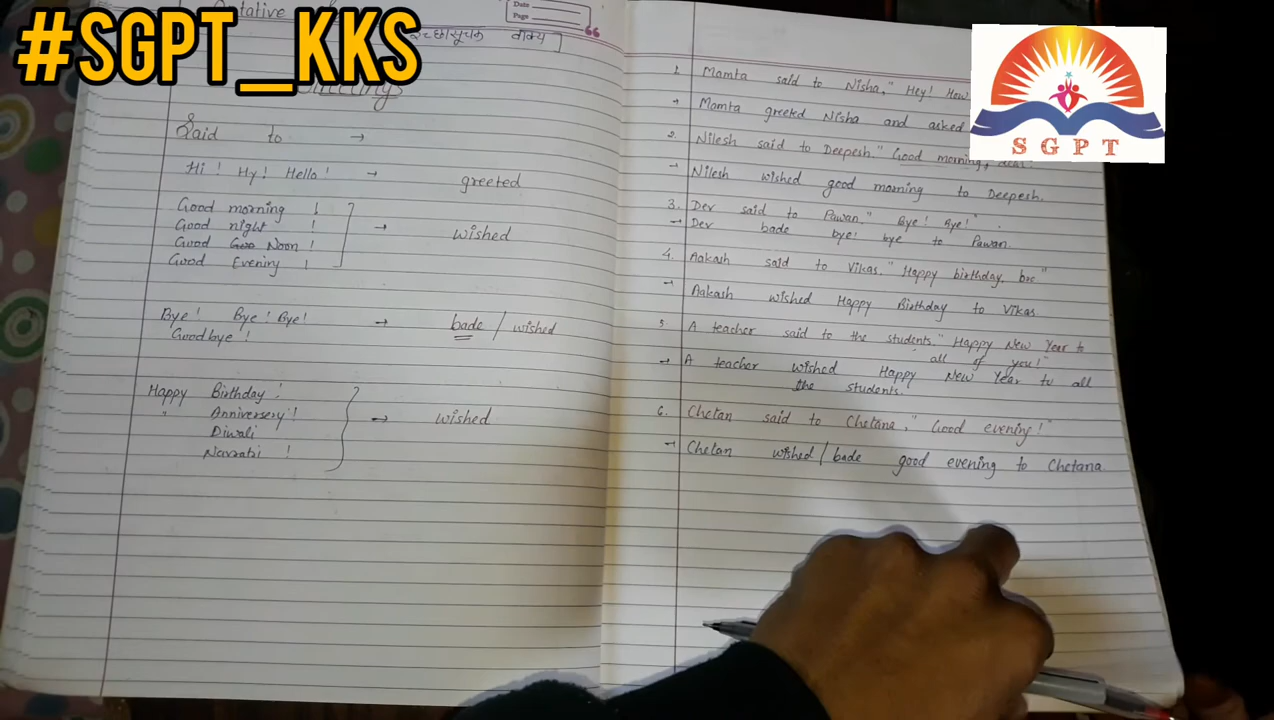 #SGPT_KKS
Date
Page
66
वाक्य ]
Greetings
Said to →
Hi! Hy! Hello! → greeted
Good morning !
Good night !
Good Noon !
Good Evening !
→ wished
Bye! Bye! Bye! → bade / wished
Goodbye !
Happy Birthday !
" Anniversery !
Diwali
Navratri !
→ wished
1. Mamta said to Nisha, " Hey! How
→ Mamta greetd Nisha and asked
2. Nilesh said to Deepesh." Good morning, dear.
→ Nilesh wished good morning to Deepesh.
3. Dev said to Pawan." Bye! Bye!"
→ Dev bade bye! bye to Pawan.
4. Aakash said to Vikas. "Happy birthday, bro"
→ Aakash wished Happy Birthday to Vikas
5 A teacher said to the students." Happy New Year to
all of you!"
→ A teacher wished Happy New Year to all
the students.
6. Chetan said to Chetana, " Good evening!"
→ Chetan wished / bade good evening to Chetana
SGPT